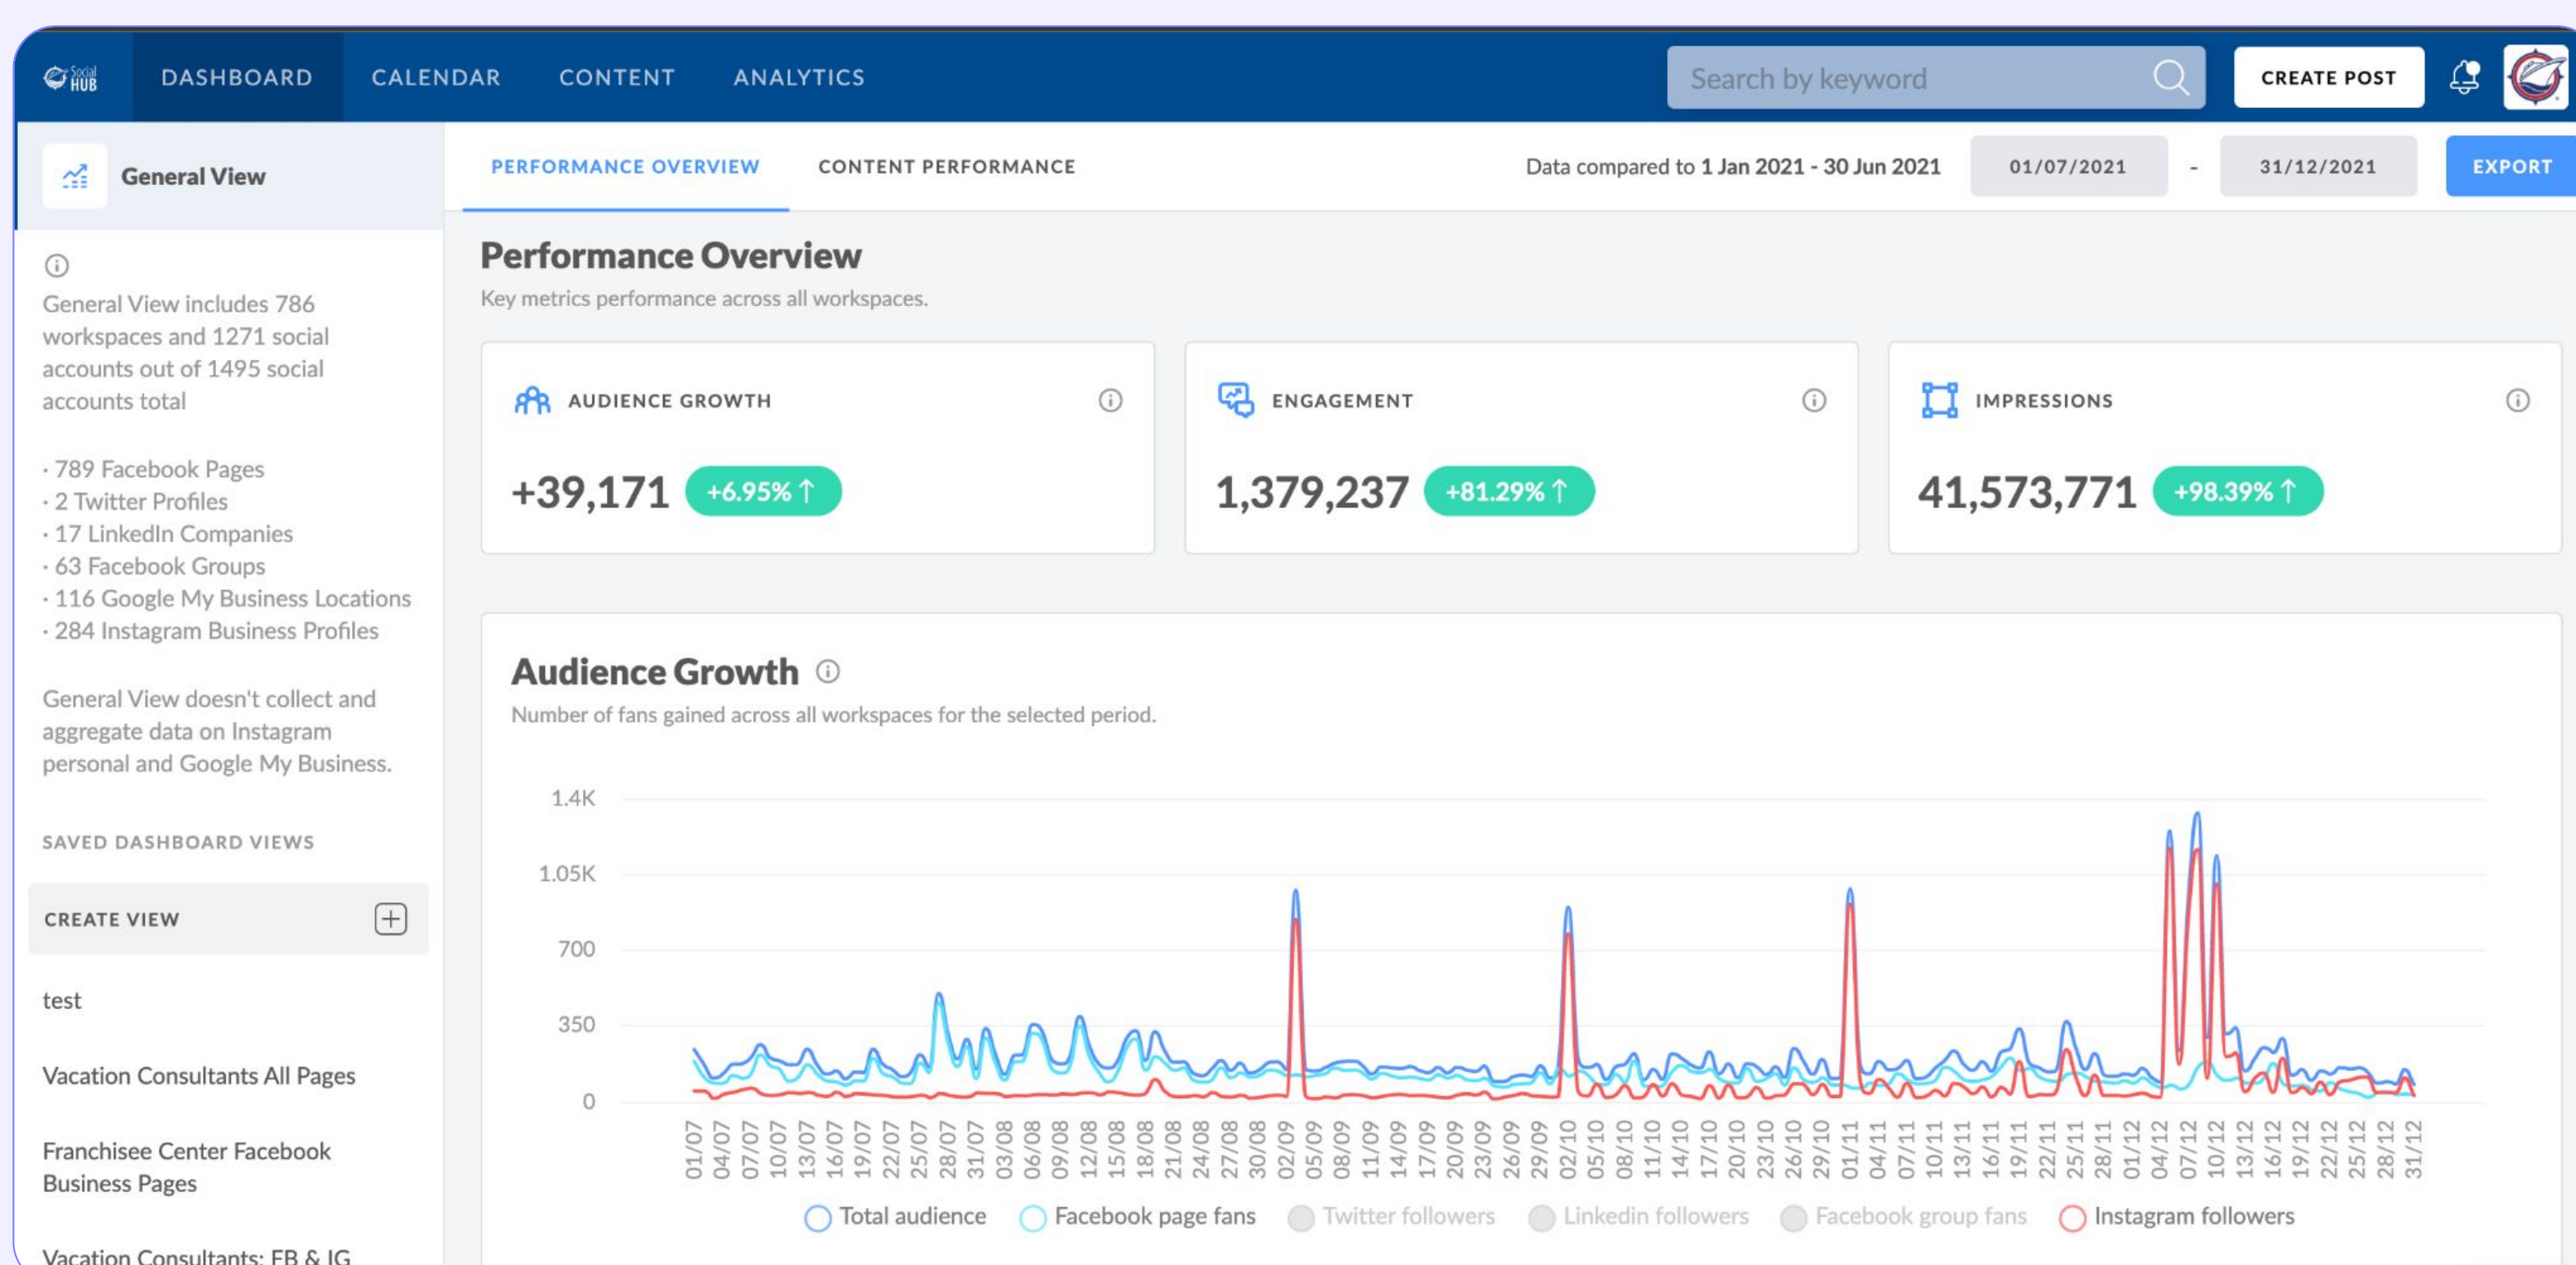 Social
HUB
DASHBOARD
CALENDAR
CONTENT
ANALYTICS
Search by keyword
CREATE POST
General View
PERFORMANCE OVERVIEW
CONTENT PERFORMANCE
Data compared to 1 Jan 2021 - 30 Jun 2021
01/07/2021
-
31/12/2021
EXPORT
General View includes 786
workspaces and 1271 social
accounts out of 1495 social
accounts total
· 789 Facebook Pages
· 2 Twitter Profiles
· 17 LinkedIn Companies
· 63 Facebook Groups
· 116 Google My Business Locations
· 284 Instagram Business Profiles
General View doesn't collect and
aggregate data on Instagram
personal and Google My Business.
SAVED DASHBOARD VIEWS
CREATE VIEW
test
Vacation Consultants All Pages
Franchisee Center Facebook
Business Pages
Vacation Consultants: FB & IG
Performance Overview
Key metrics performance across all workspaces.
AUDIENCE GROWTH
+39,171
+6.95% ↑
ENGAGEMENT
1,379,237
+81.29% ↑
IMPRESSIONS
41,573,771
+98.39% ↑
Audience Growth
Number of fans gained across all workspaces for the selected period.
1.4K
1.05K
700
350
0
01/07
04/07
07/07
10/07
13/07
16/07
19/07
22/07
25/07
28/07
31/07
03/08
06/08
09/08
12/08
15/08
18/08
21/08
24/08
27/08
30/08
02/09
05/09
08/09
11/09
14/09
17/09
20/09
23/09
26/09
29/09
02/10
05/10
08/10
11/10
14/10
17/10
20/10
23/10
26/10
29/10
01/11
04/11
07/11
10/11
13/11
16/11
19/11
22/11
25/11
28/11
01/12
04/12
07/12
10/12
13/12
16/12
19/12
22/12
25/12
28/12
31/12
Total audience
Facebook page fans
Twitter followers
Linkedin followers
Facebook group fans
Instagram followers